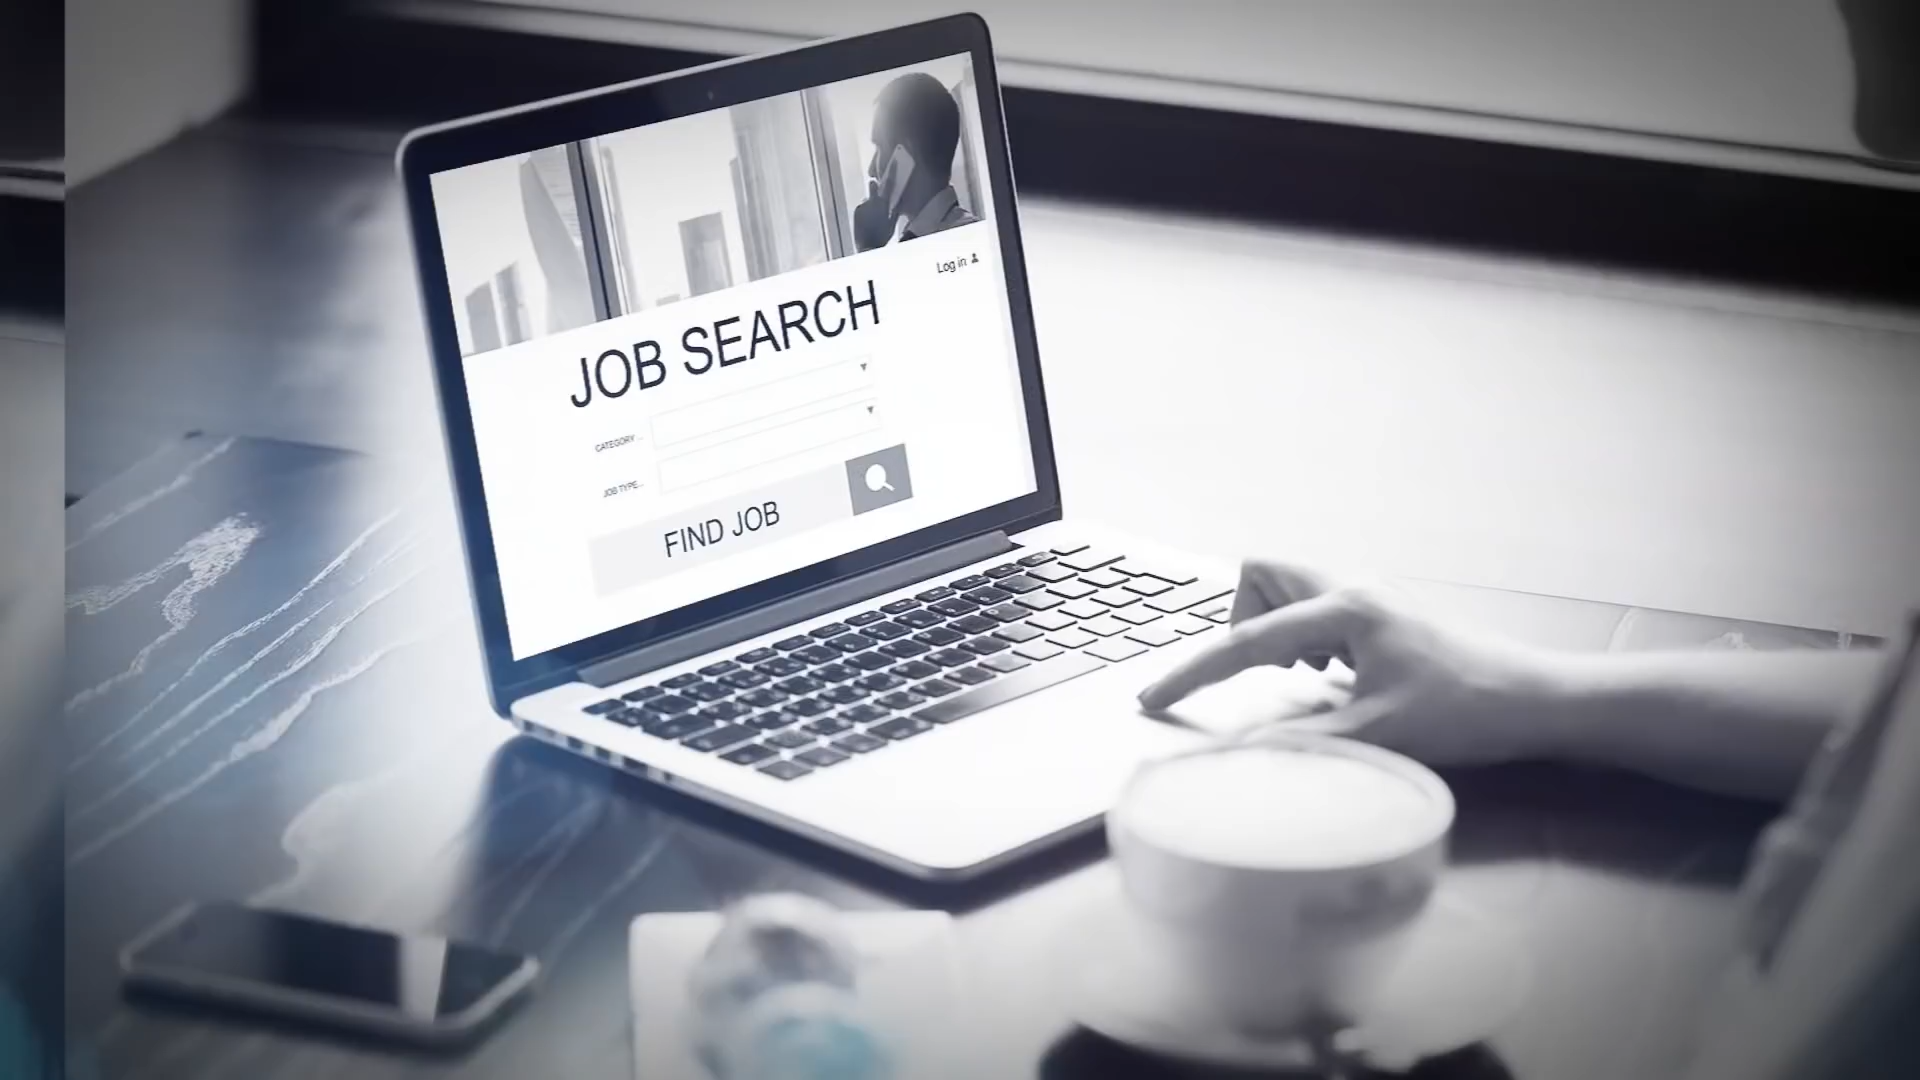 Log in
JOB SEARCH
CATEGORY
JOB TYPE...
FIND JOB